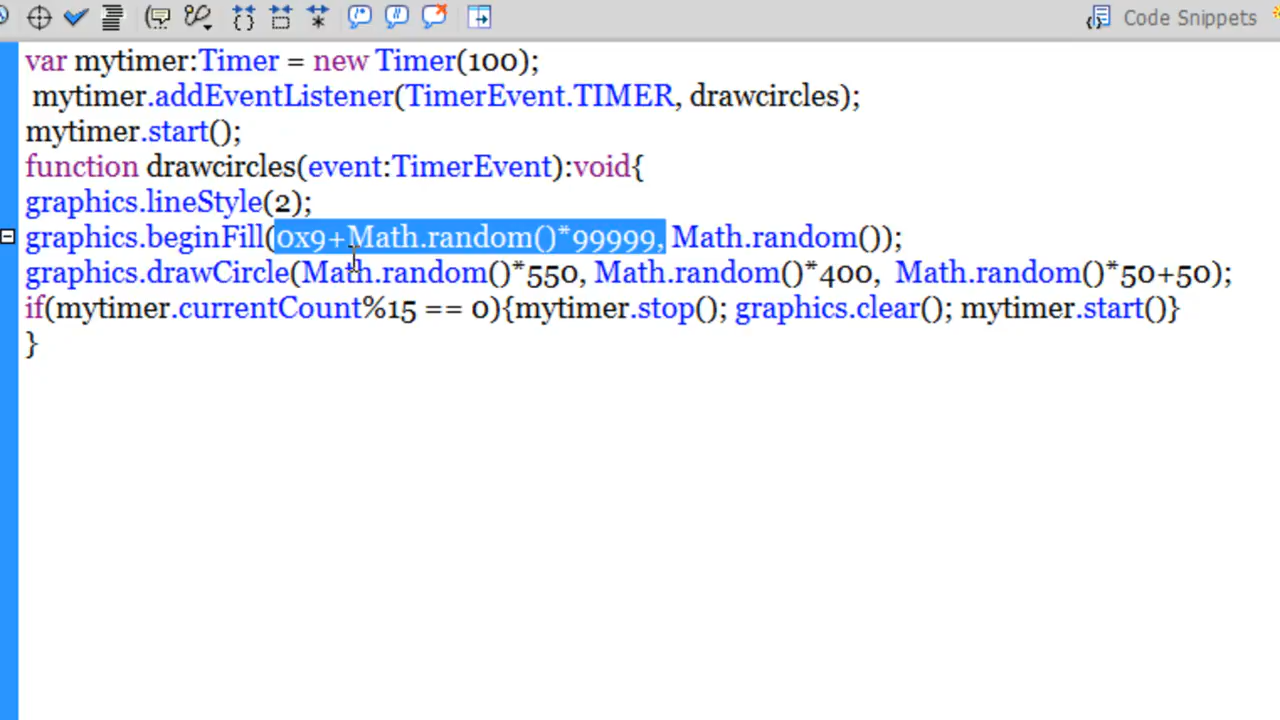 Code Snippets
var mytimer:Timer = new Timer(100);
mytimer.addEventListener(TimerEvent.TIMER, drawcircles);
mytimer.start();
function drawcircles(event:TimerEvent):void{
graphics.lineStyle(2);
graphics.beginFill(0x9+Math.random()*99999, Math.random());
graphics.drawCircle(Math.random()*550, Math.random()*400,  Math.random()*50+50);
if(mytimer.currentCount%15 == 0){mytimer.stop(); graphics.clear(); mytimer.start()}
}